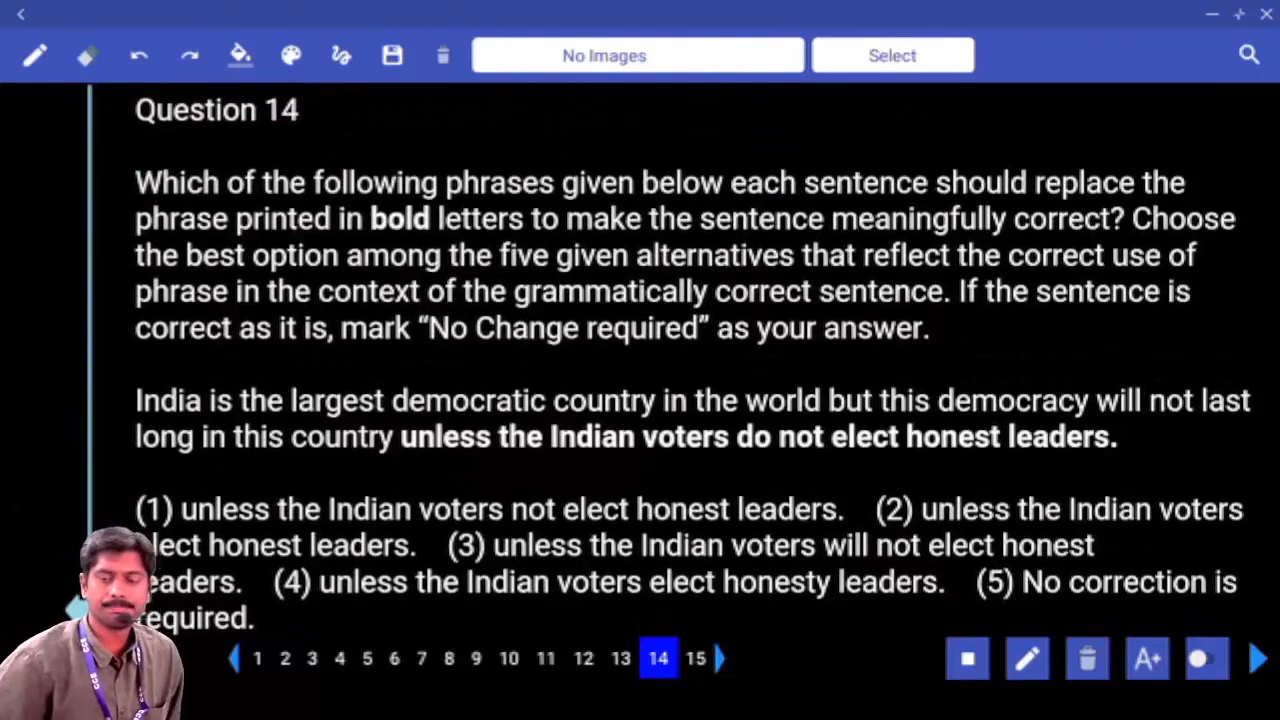 No Images
Select
Question 14
Which of the following phrases given below each sentence should replace the
phrase printed in bold letters to make the sentence meaningfully correct? Choose
the best option among the five given alternatives that reflect the correct use of
phrase in the context of the grammatically correct sentence. If the sentence is
correct as it is, mark “No Change required” as your answer.
India is the largest democratic country in the world but this democracy will not last
long in this country unless the Indian voters do not elect honest leaders.
(1) unless the Indian voters not elect honest leaders. (2) unless the Indian voters
elect honest leaders. (3) unless the Indian voters will not elect honest
leaders. (4) unless the Indian voters elect honesty leaders. (5) No correction is
required.
1 2 3 4 5 6 7 8 9 10 11 12 13 14 15
A+